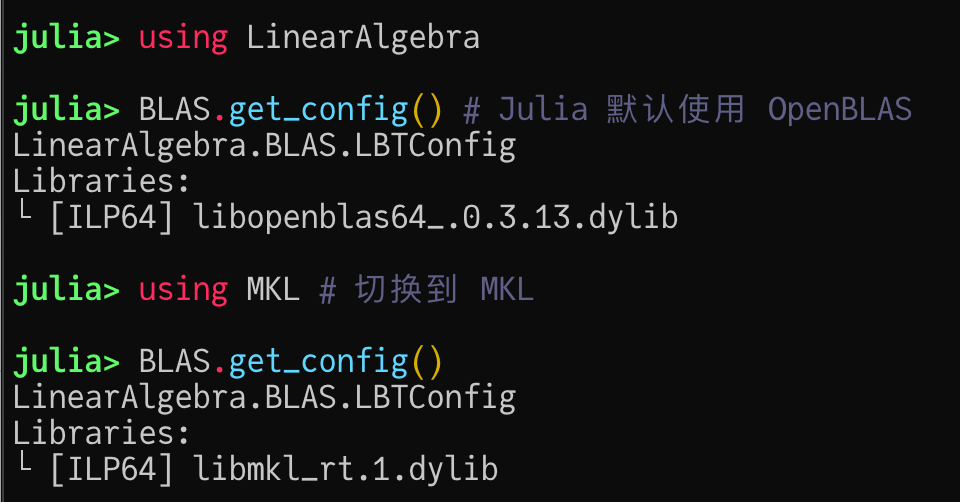 julia> using LinearAlgebra
julia> BLAS.get_config() # Julia 默认使用 OpenBLAS
LinearAlgebra.BLAS.LBTConfig
Libraries:
└ [ILP64] libopenblas64_.0.3.13.dylib
julia> using MKL # 切换到 MKL
julia> BLAS.get_config()
LinearAlgebra.BLAS.LBTConfig
Libraries:
└ [ILP64] libmkl_rt.1.dylib